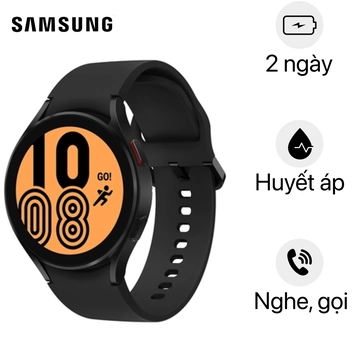 SAMSUNG
2 ngày
10
GO!
08
Huyết áp
Nghe, gọi